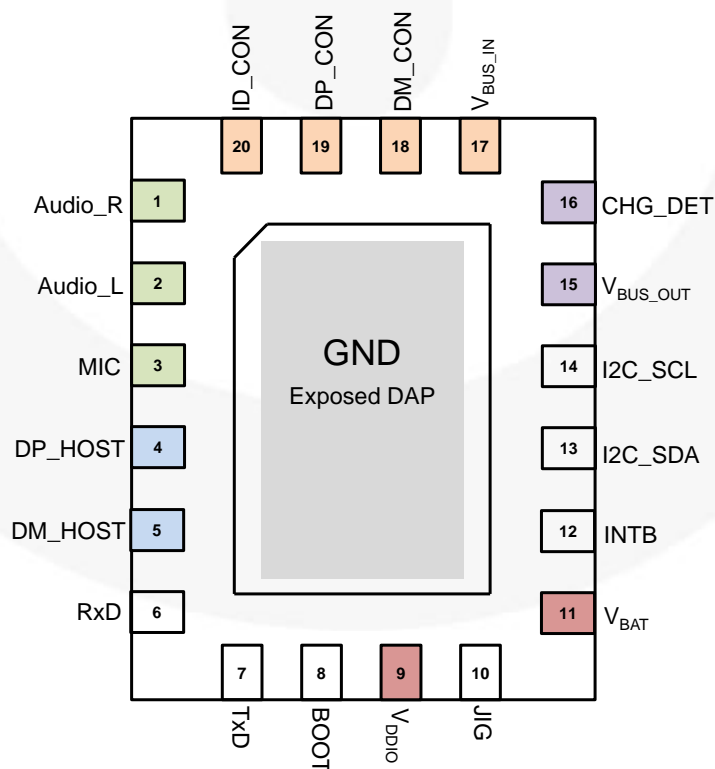 ID_CON
DP_CON
DM_CON
VBUS_IN
20
19
18
17
Audio_R
1
16
CHG_DET
Audio_L
2
15
VBUS_OUT
MIC
3
GND
Exposed DAP
14
I2C_SCL
DP_HOST
4
13
I2C_SDA
DM_HOST
5
12
INTB
RxD
6
11
VBAT
7
8
9
10
TxD
BOOT
VDDIO
JIG